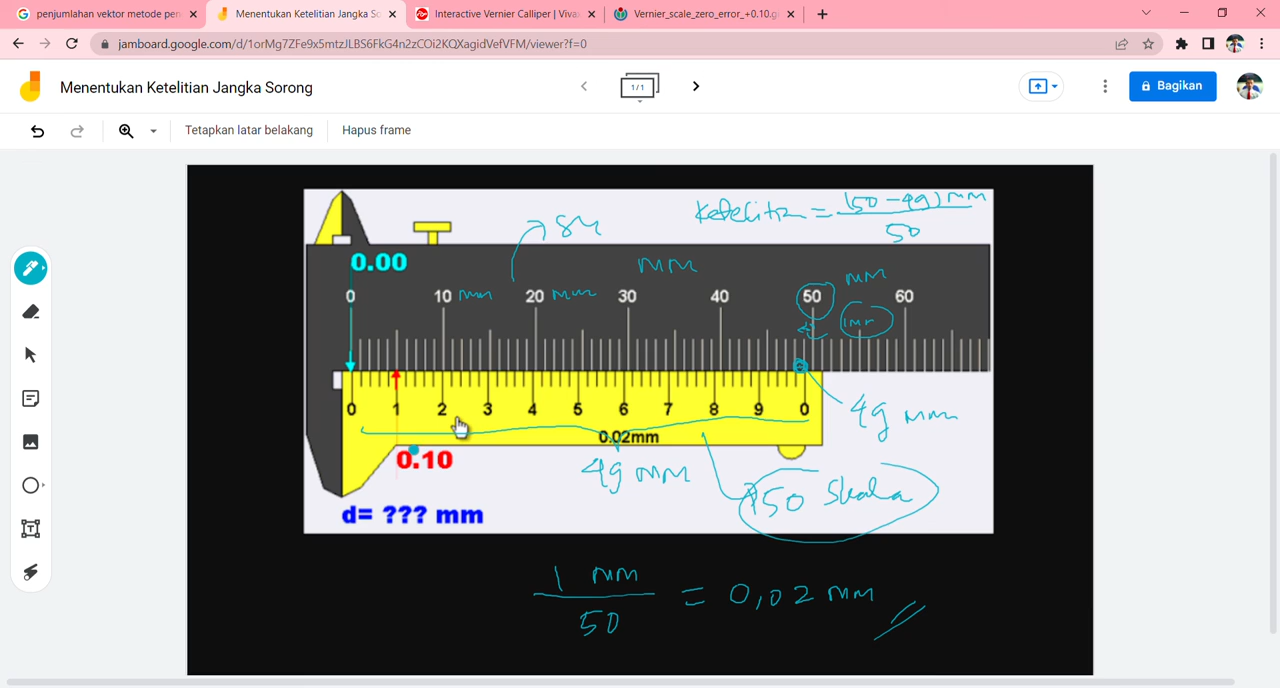 penjumlahan vektor metode pen
Menentukan Ketelitian Jangka So
Interactive Vernier Calliper | Viva
Vernier_scale_zero_error_+0.10.g
jamboard.google.com/d/1orMg7ZFe9x5mtzJLBS6FkG4n2zCOi2KQXagidVefVFM/viewer?f=0
Menentukan Ketelitian Jangka Sorong
1/1
Bagikan
Tetapkan latar belakang
Hapus frame
Ketelitian = (50 - 49) mm
50
SU
0.00
mm
mm
0 10 mm 20 mm 30 40 50 60
1mm
0 1 2 3 4 5 6 7 8 9 0
49 mm
0.02mm
0.10
49 mm
50 Skala
d= ??? mm
1 mm
50
= 0,02 mm